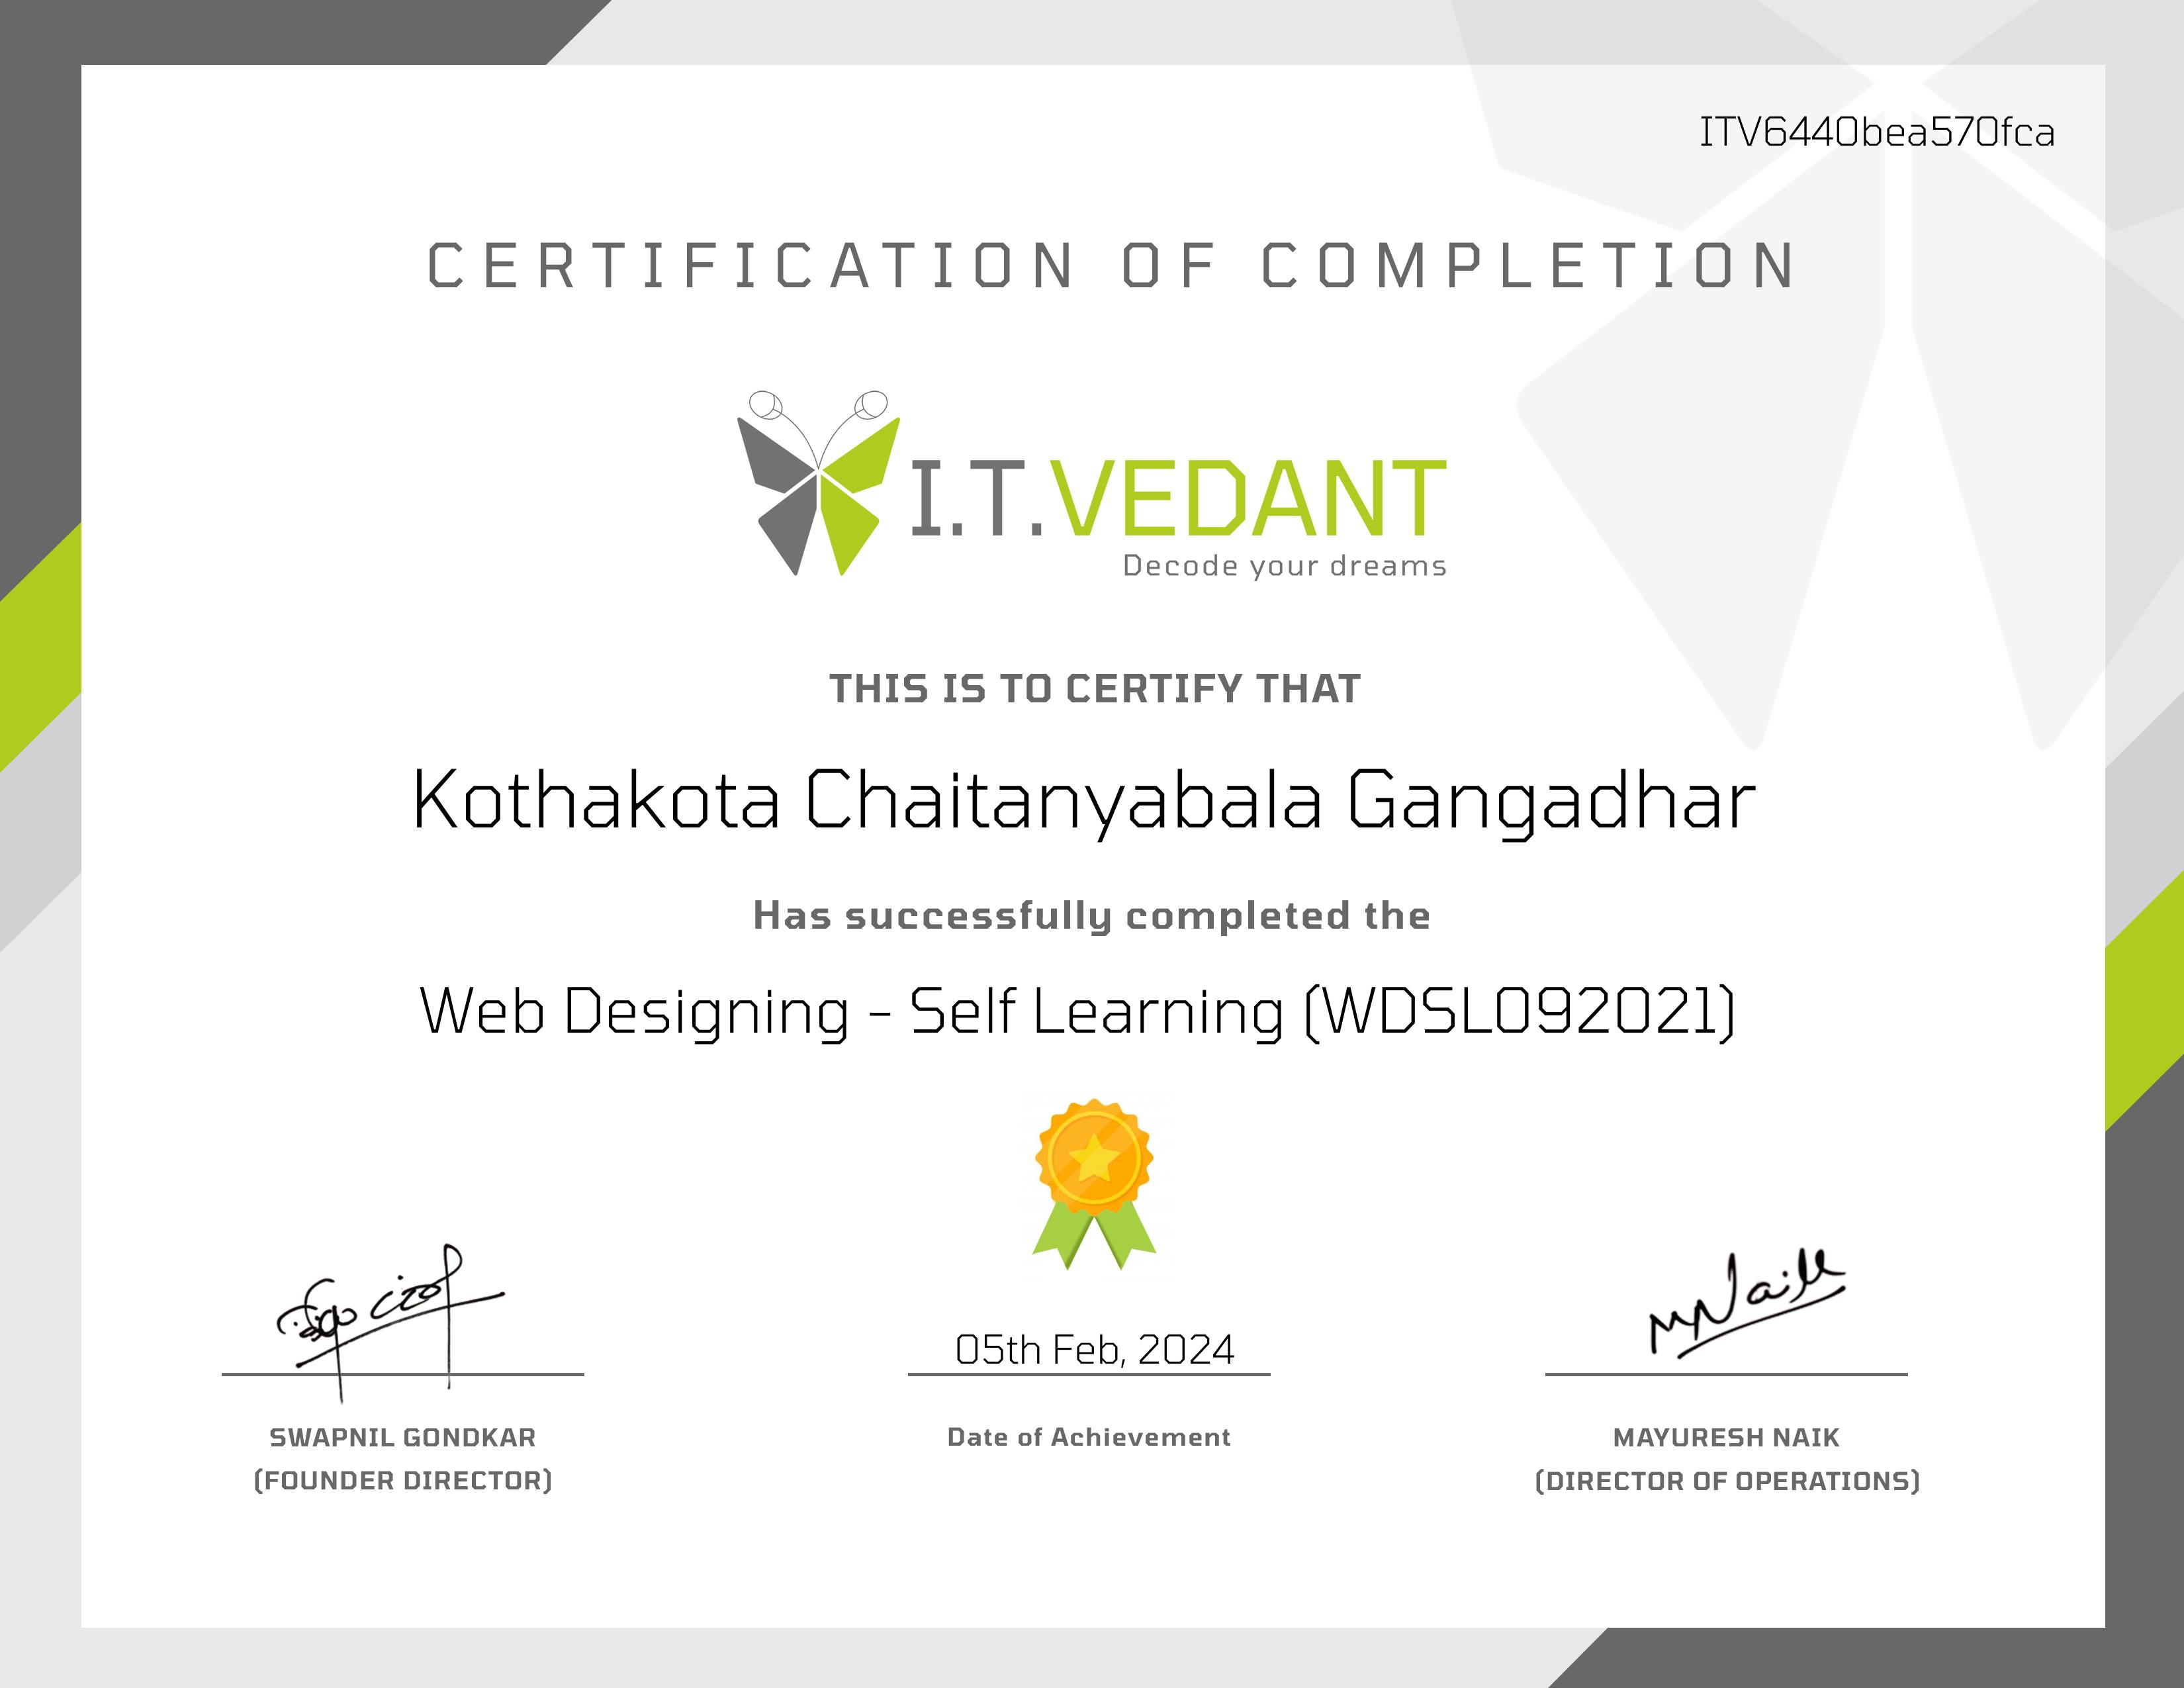 ITV6440bea570fca
CERTIFICATION OF COMPLETION
I.T.VEDANT
Decode your dreams
THIS IS TO CERTIFY THAT
Kothakota Chaitanyabala Gangadhar
Has successfully completed the
Web Designing - Self Learning (WDSL092021)
05th Feb, 2024
SWAPNIL GONDKAR
(FOUNDER DIRECTOR)
Date of Achievement
MAYURESH NAIK
(DIRECTOR OF OPERATIONS)